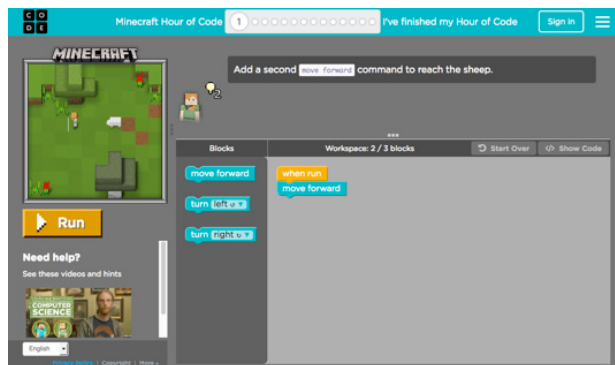 C O
D E
Minecraft Hour of Code
1
I've finished my Hour of Code
Sign in
MINECRAFT
Add a second move forward command to reach the sheep.
2
Blocks
Workspace: 2 / 3 blocks
Start Over
</> Show Code
move forward
turn left
turn right
when run
move forward
Run
Need help?
See these videos and hints
COMPUTER
SCIENCE
English
Privacy Policy | Copyright | More